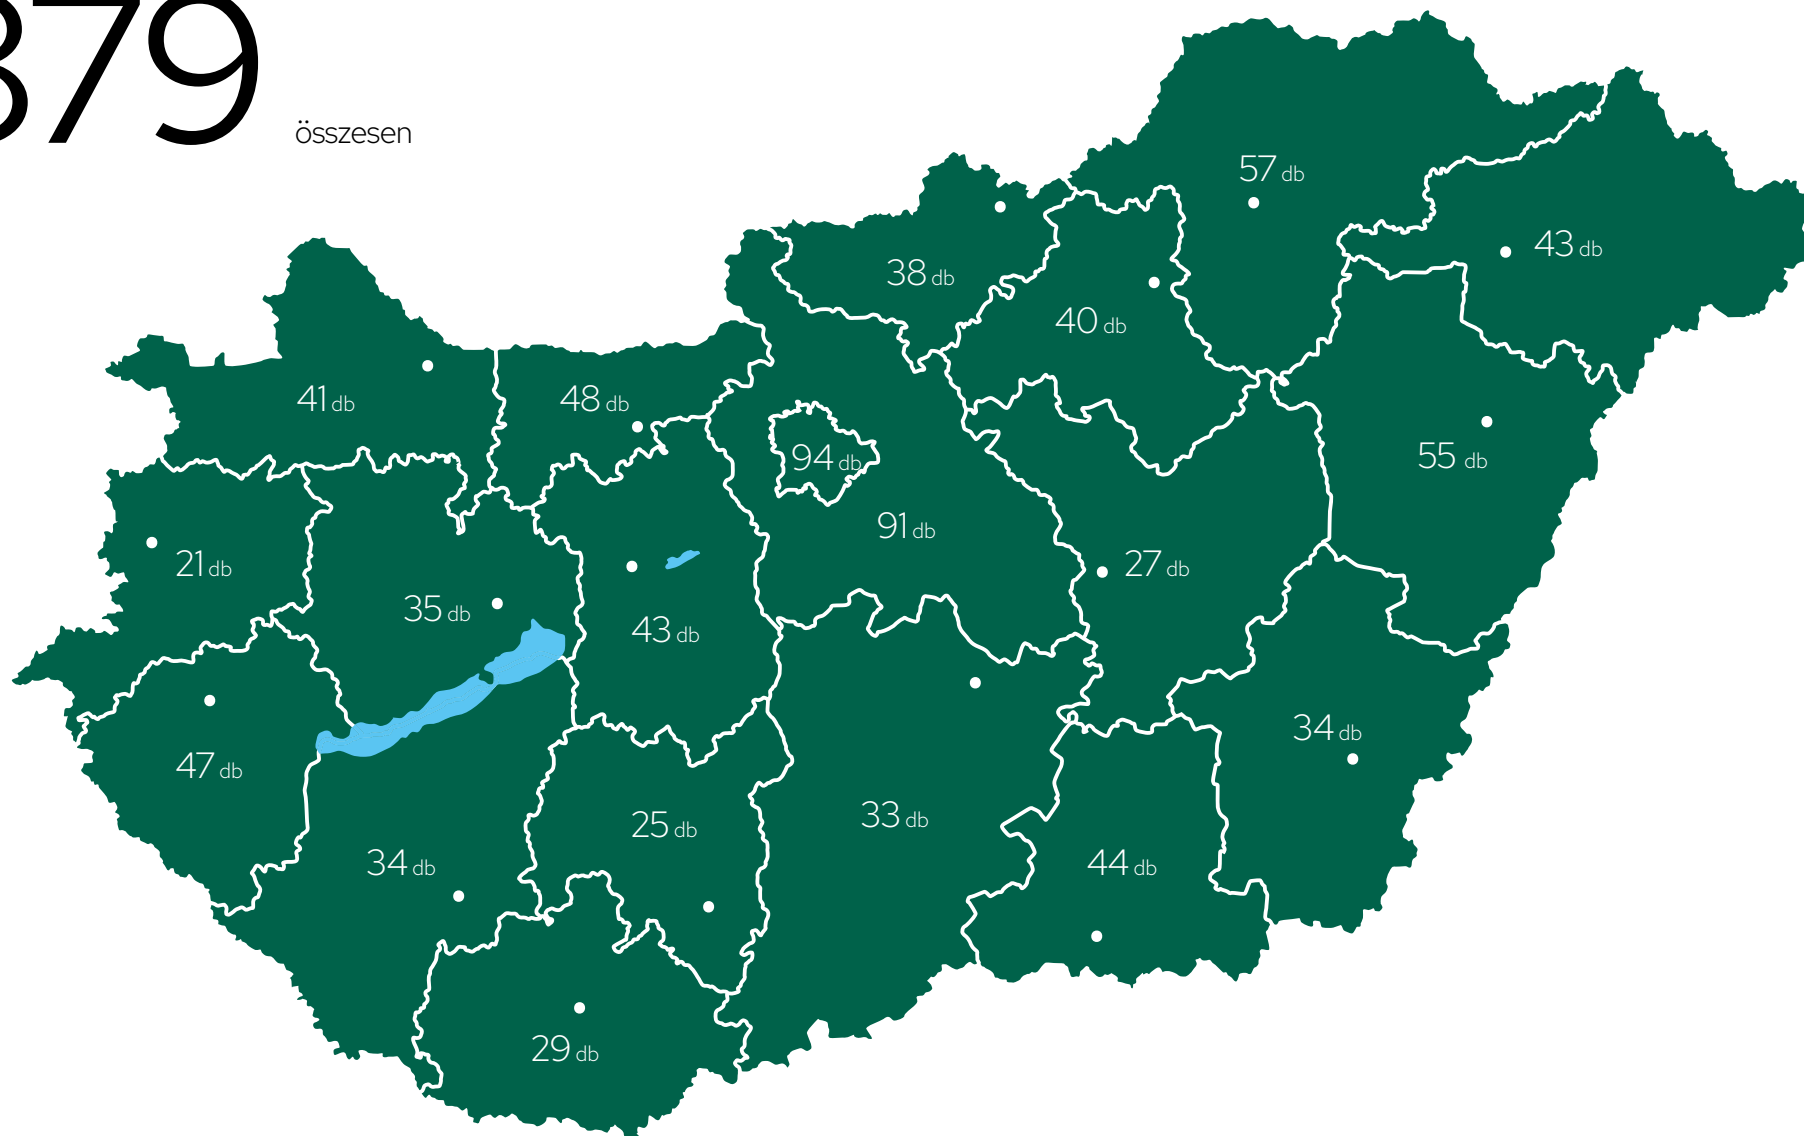 879
összesen
57 db
43 db
38 db
40 db
41 db
48 db
55 db
94 db
91 db
21 db
27 db
35 db
43 db
34 db
47 db
33 db
25 db
34 db
44 db
29 db